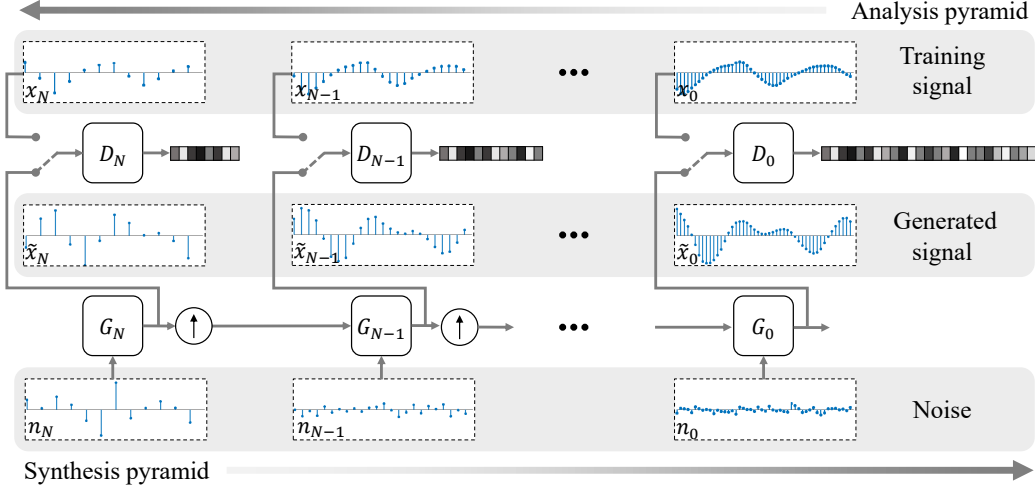 Analysis pyramid
x_N
x_{N-1}
•••
x_0
Training
signal
D_N
D_{N-1}
D_0
x̃_N
x̃_{N-1}
•••
x̃_0
Generated
signal
G_N
↑
G_{N-1}
↑
•••
G_0
n_N
n_{N-1}
n_0
Noise
Synthesis pyramid